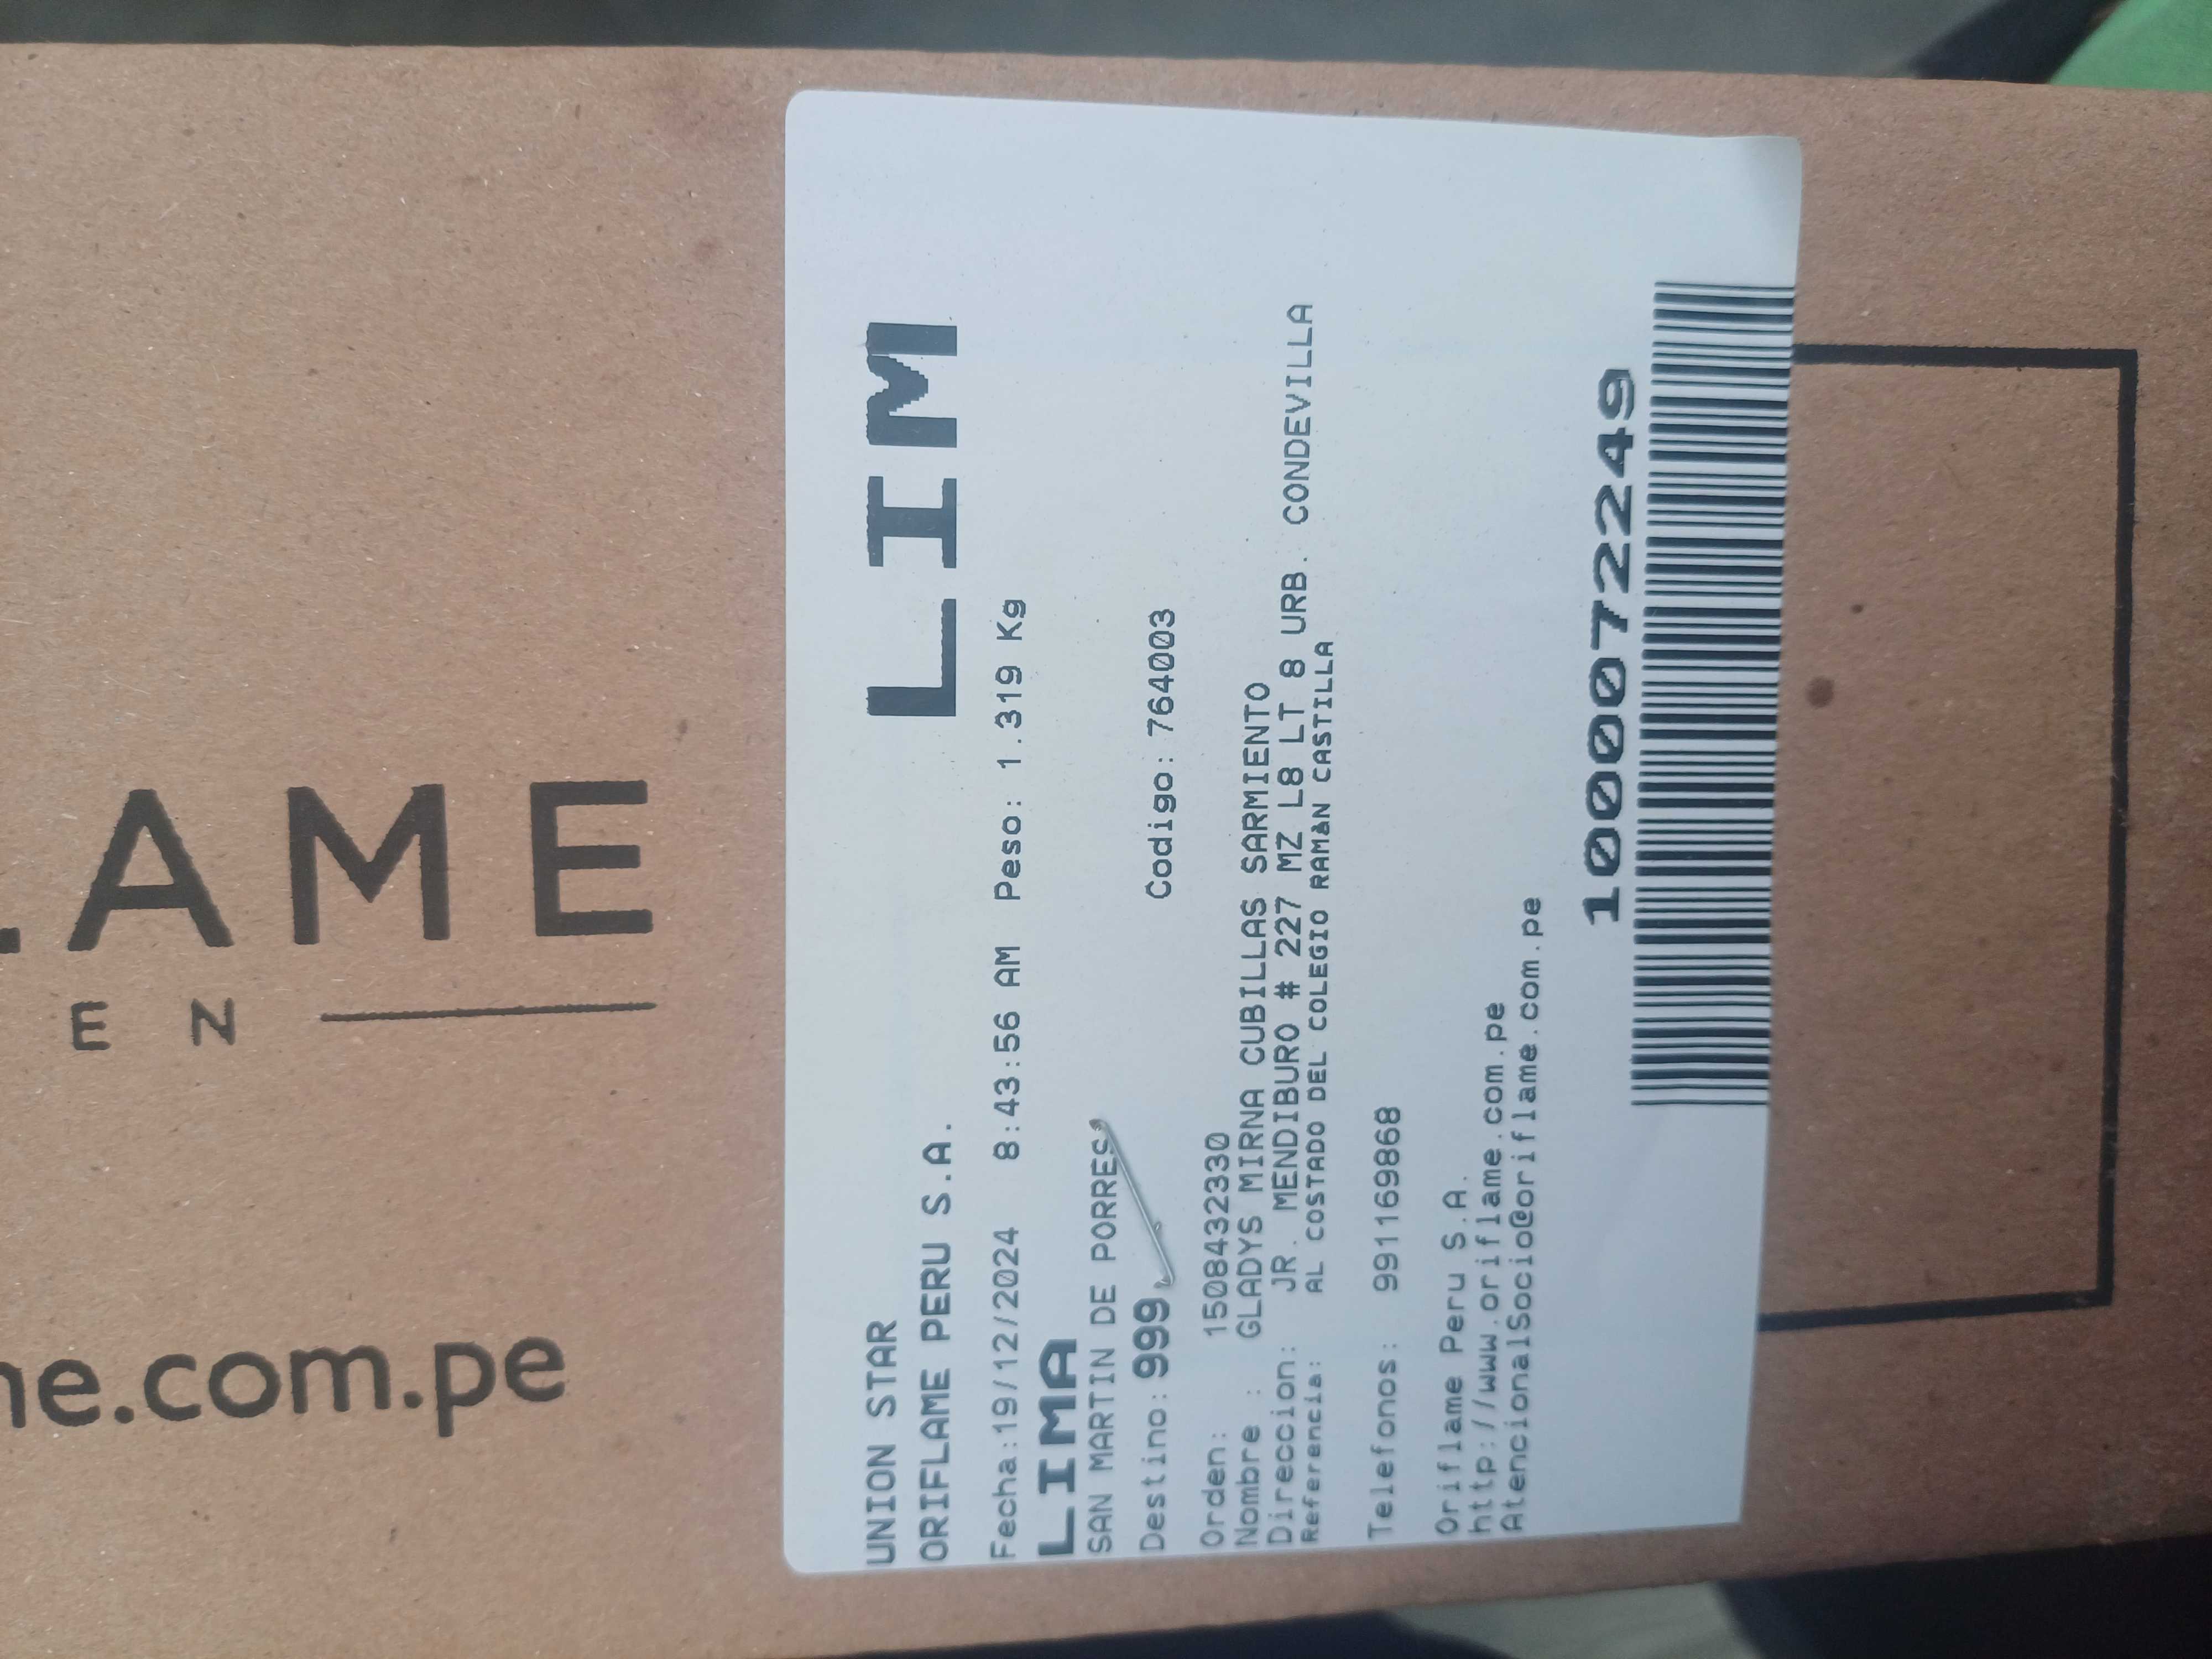 LAME
EN
ne.com.pe
UNION STAR
ORIFLAME PERU S.A.
LIM
Fecha:19/12/2024 8:43:56 AM Peso: 1.319 Kg
LIMA
SAN MARTIN DE PORRES
Destino: 999
Codigo: 764003
Orden: 1508432330
Nombre : GLADYS MIRNA CUBILLAS SARMIENTO
Direccion: JR. MENDIBURO # 227 MZ L8 LT 8 URB. CONDEVILLA
Referencia: AL COSTADO DEL COLEGIO RAMàN CASTILLA
Telefonos: 991169868
Oriflame Peru S.A.
http://www.oriflame.com.pe
AtencionalSocio@oriflame.com.pe
10000722249